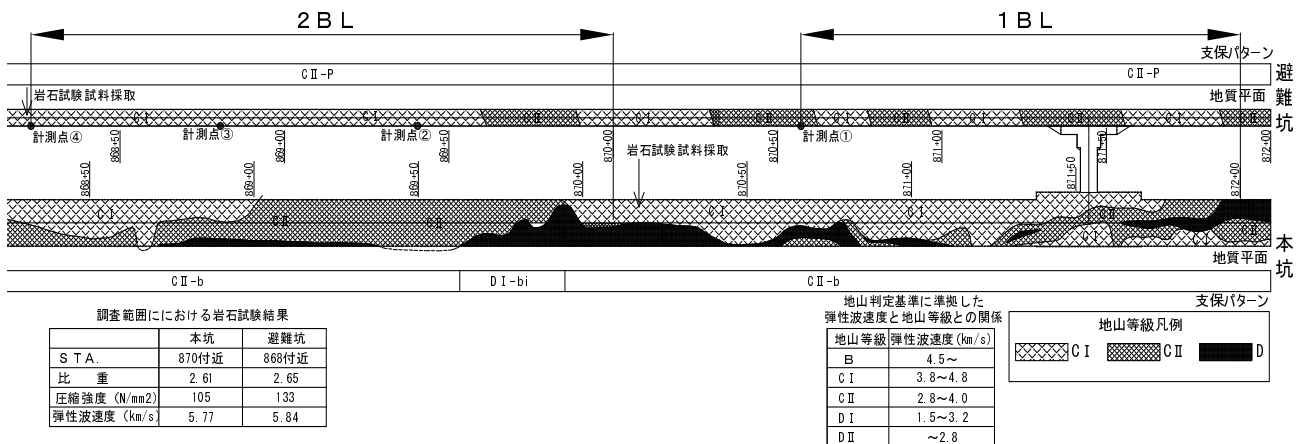 2BL
1BL
支保パターン
CⅡ-P
CⅡ-P
避難坑
岩石試験試料採取
地質平面
CⅠ CⅠ CⅡ CⅠ CⅡ CⅠ CⅡ CⅠ CⅡ CⅠ CⅡ
計測点④ 計測点③ 計測点② 計測点①
868+50 869+00 869+50 870+00 870+50 871+00 871+50 872+00
岩石試験試料採取
868+50 869+00 869+50 870+00 870+50 871+00 871+50 872+00
CⅠ CⅡ CⅡ CⅠ CⅠ CⅡ
CⅠ CⅠ CⅡ
本坑
地質平面
CⅡ-b DⅠ-bi CⅡ-b
支保パターン
調査範囲ににおける岩石試験結果
本坑 避難坑
STA. 870付近 868付近
比 重 2.61 2.65
圧縮強度 (N/mm2) 105 133
弾性波速度 (km/s) 5.77 5.84
地山判定基準に準拠した
弾性波速度と地山等級との関係
地山等級 弾性波速度(km/s)
B 4.5～
CⅠ 3.8～4.8
CⅡ 2.8～4.0
DⅠ 1.5～3.2
DⅡ ～2.8
地山等級凡例
CⅠ CⅡ D